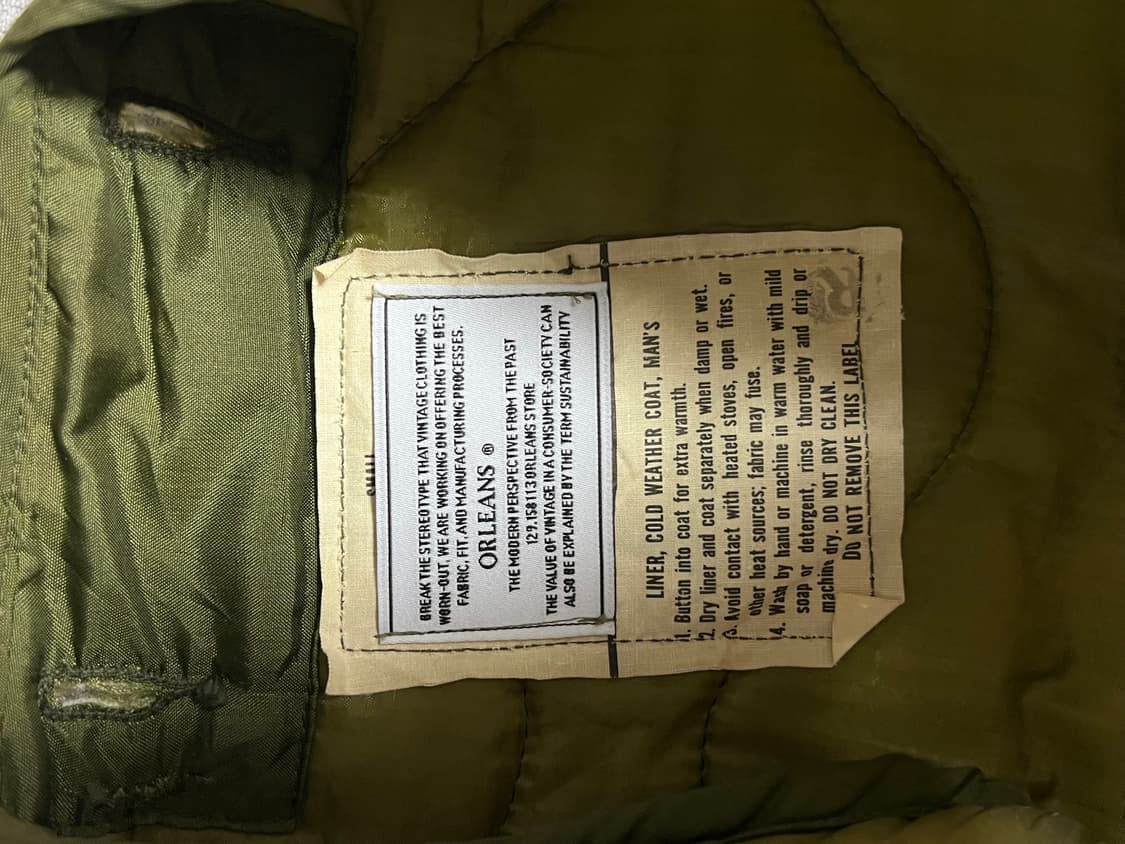 SMALL
BREAK THE STEREOTYPE THAT VINTAGE CLOTHING IS
WORN-OUT, WE ARE WORKING ON OFFERING THE BEST
FABRIC, FIT, AND MANUFACTURING PROCESSES.
ORLEANS ®
THE MODERN PERSPECTIVE FROM THE PAST
129.158113 ORLEANS STORE
THE VALUE OF VINTAGE IN A CONSUMER-SOCIETY CAN
ALSO BE EXPLAINED BY THE TERM SUSTAINABILITY
LINER, COLD WEATHER COAT, MAN'S
1. Button into coat for extra warmth.
2. Dry liner and coat separately when damp or wet.
3. Avoid contact with heated stoves, open fires, or
other heat sources; fabric may fuse.
4. Wash by hand or machine in warm water with mild
soap or detergent, rinse thoroughly and drip or
machine dry. DO NOT DRY CLEAN.
DO NOT REMOVE THIS LABEL